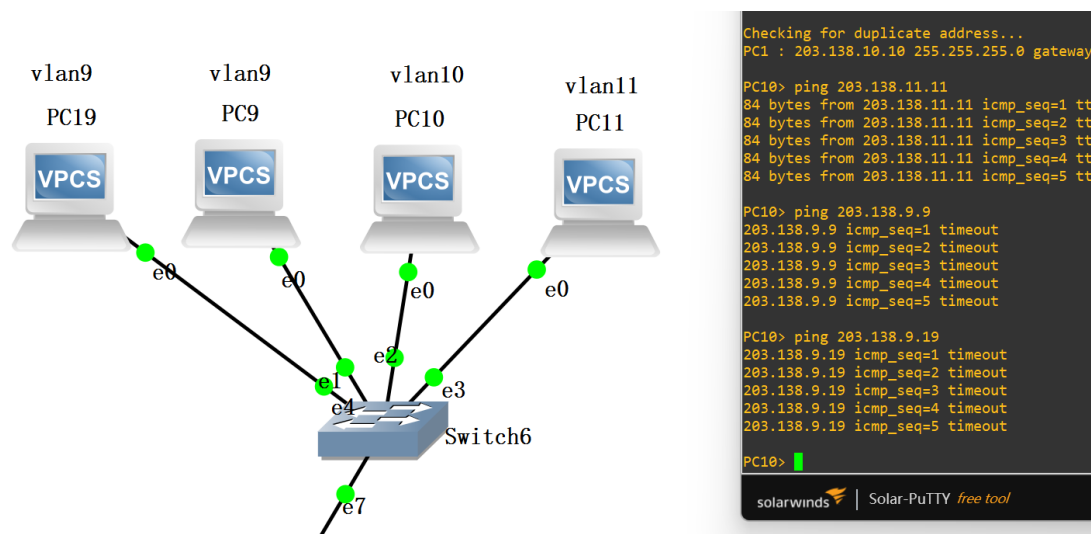 vlan9
vlan9
vlan10
vlan11
PC19
PC9
PC10
PC11
VPCS
VPCS
VPCS
VPCS
e0
e0
e0
e0
e1
e2
e3
e4
Switch6
e7
Checking for duplicate address...
PC1 : 203.138.10.10 255.255.255.0 gateway
PC10> ping 203.138.11.11
84 bytes from 203.138.11.11 icmp_seq=1 tt
84 bytes from 203.138.11.11 icmp_seq=2 tt
84 bytes from 203.138.11.11 icmp_seq=3 tt
84 bytes from 203.138.11.11 icmp_seq=4 tt
84 bytes from 203.138.11.11 icmp_seq=5 tt
PC10> ping 203.138.9.9
203.138.9.9 icmp_seq=1 timeout
203.138.9.9 icmp_seq=2 timeout
203.138.9.9 icmp_seq=3 timeout
203.138.9.9 icmp_seq=4 timeout
203.138.9.9 icmp_seq=5 timeout
PC10> ping 203.138.9.19
203.138.9.19 icmp_seq=1 timeout
203.138.9.19 icmp_seq=2 timeout
203.138.9.19 icmp_seq=3 timeout
203.138.9.19 icmp_seq=4 timeout
203.138.9.19 icmp_seq=5 timeout
PC10>
solarwinds | Solar-PuTTY free tool